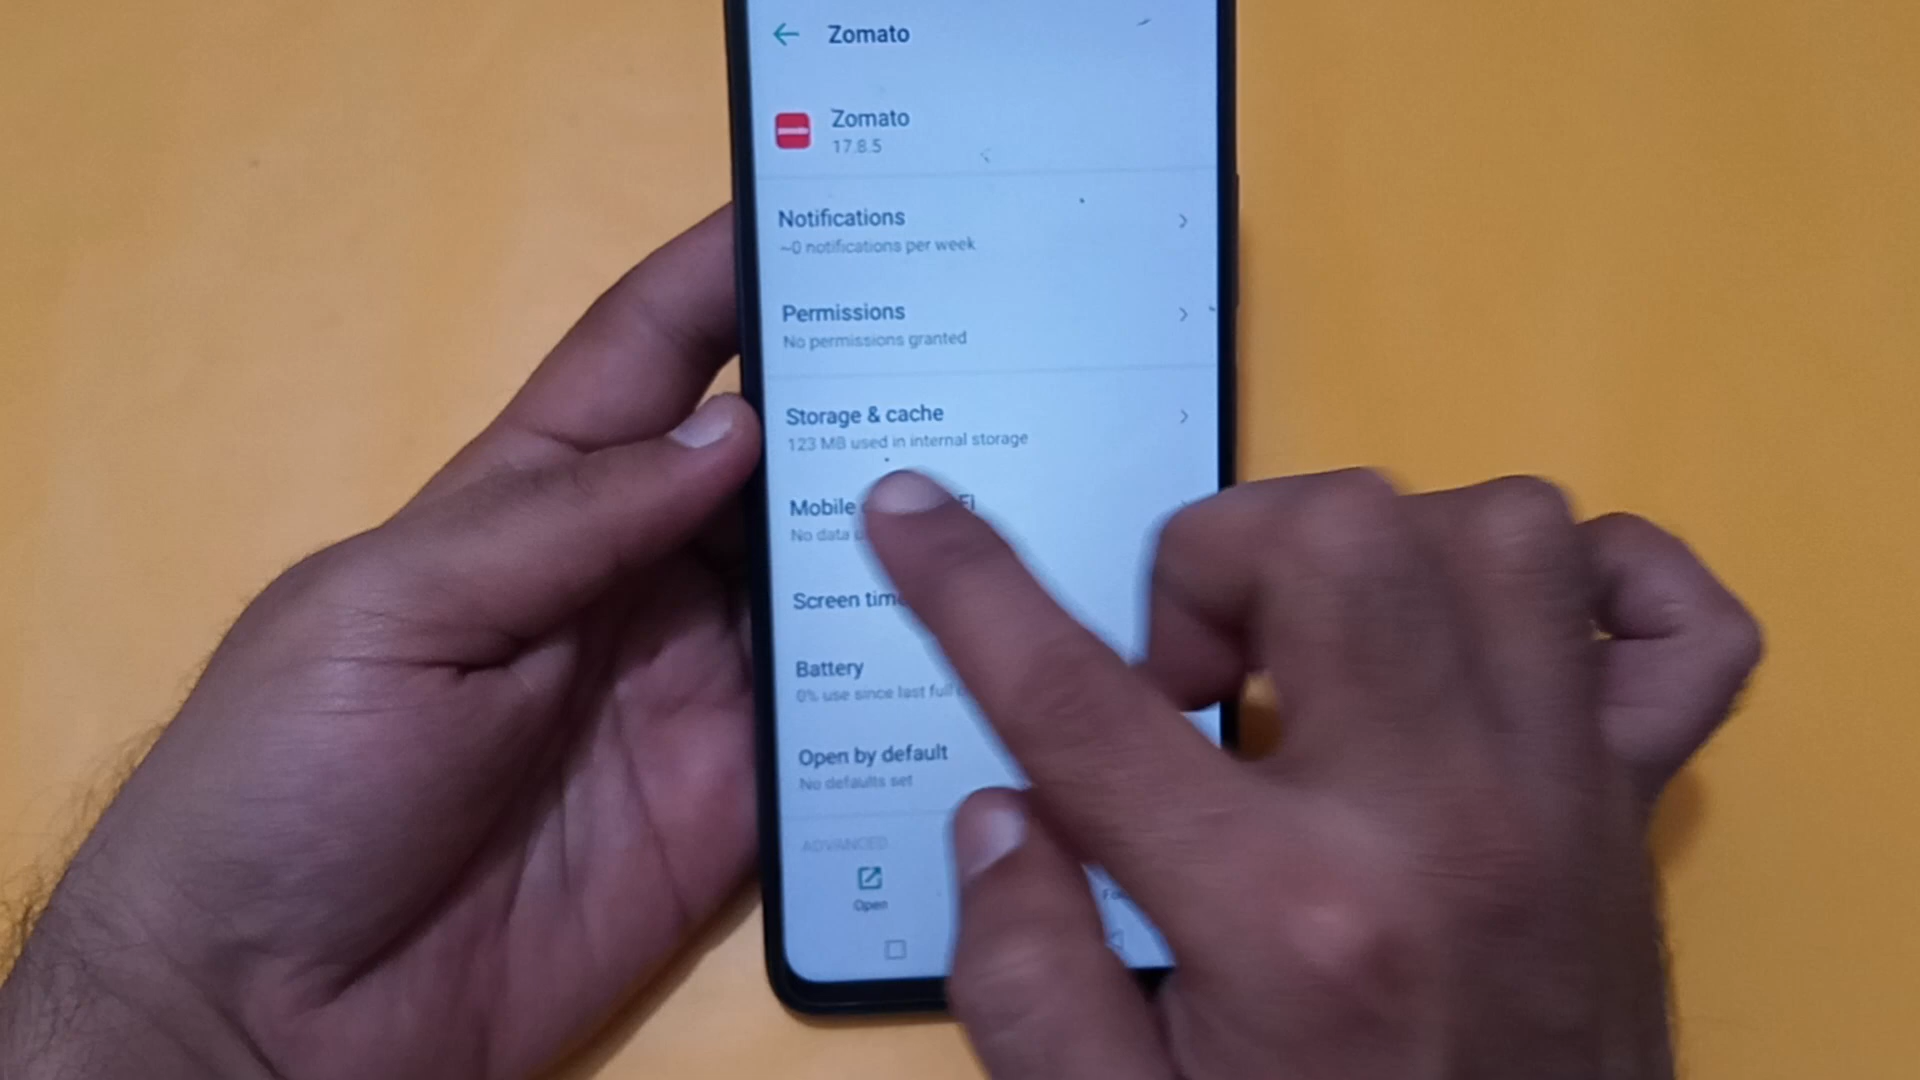 Zomato
Zomato
17.8.5
Notifications
~0 notifications per week
Permissions
No permissions granted
Storage & cache
123 MB used in internal storage
Mobile Fi
No data
Screen time
Battery
0% use since last full
Open by default
No defaults set
ADVANCED
Open